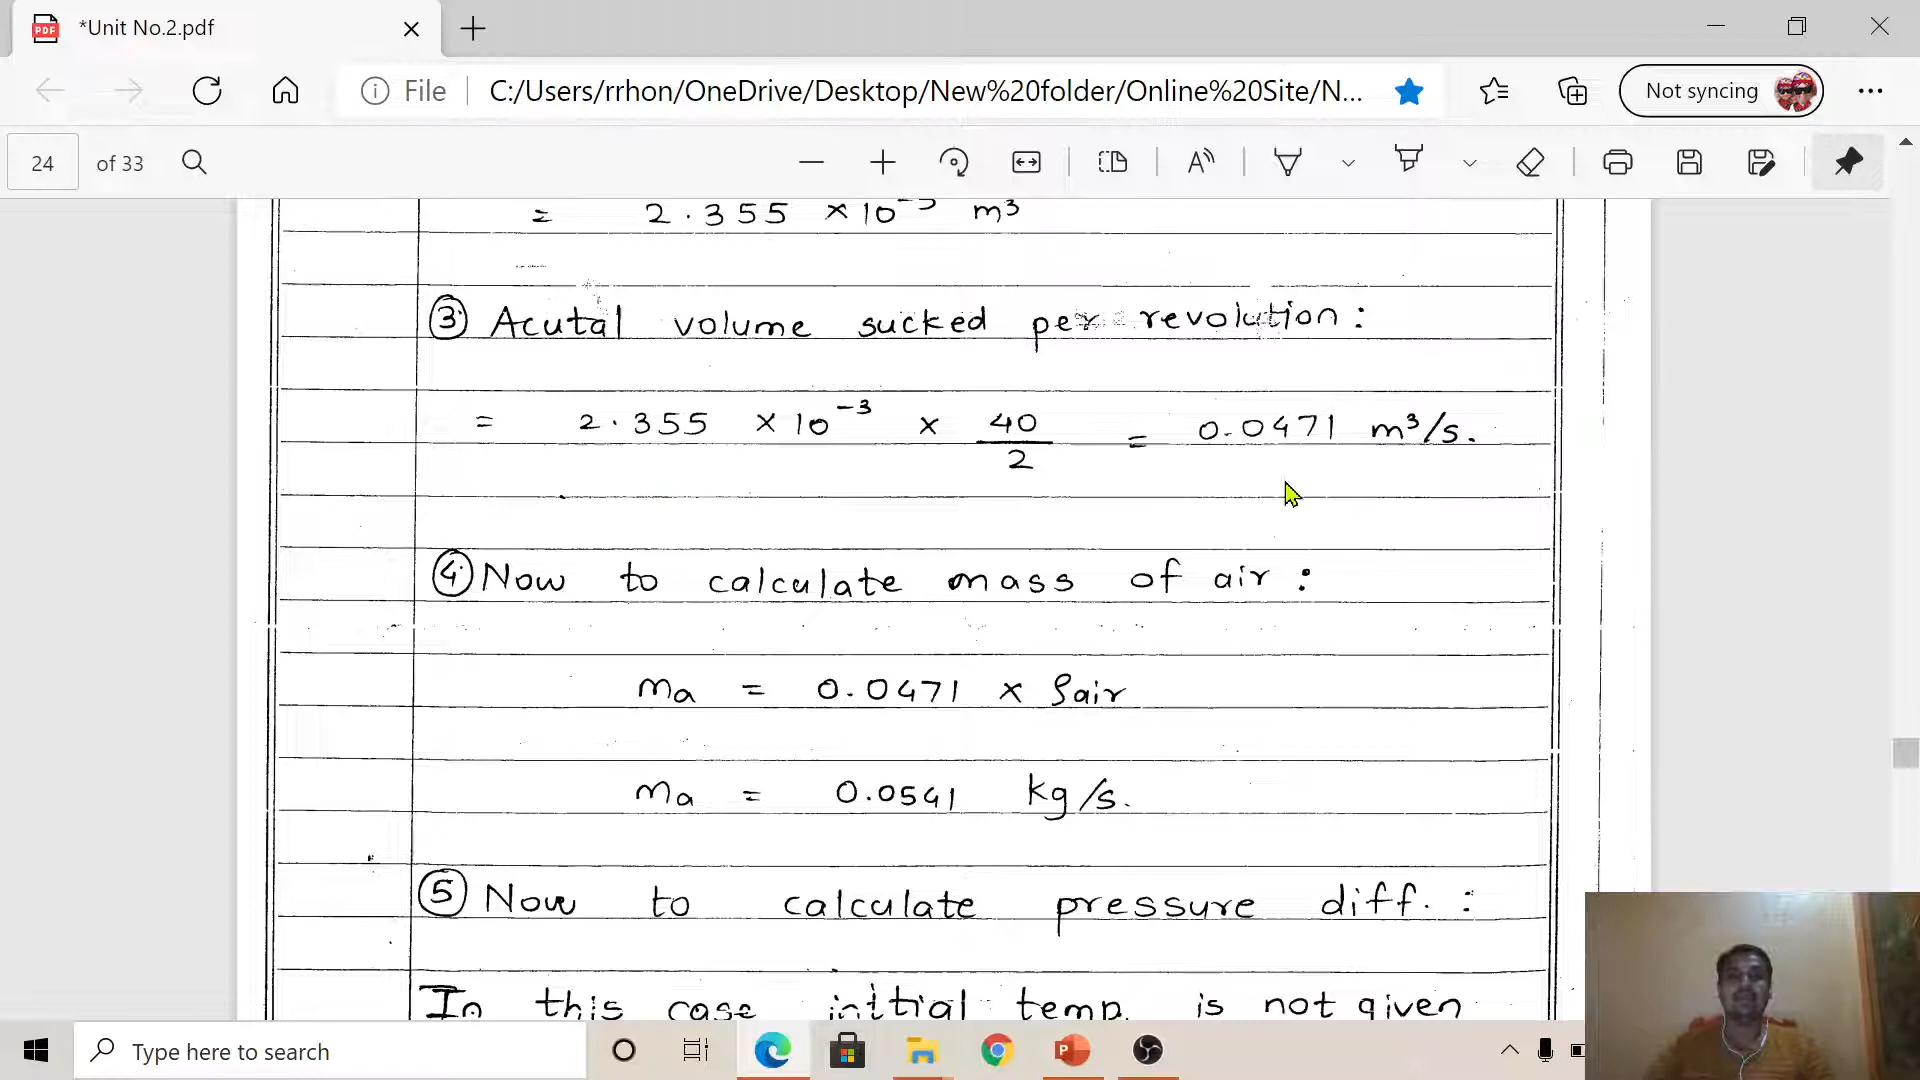 *Unit No.2.pdf
File
C:/Users/rrhon/OneDrive/Desktop/New%20folder/Online%20Site/N...
Not syncing
24 of 33
= 2.355 ×10⁻³ m³
③ Acutal volume sucked per revolution:
= 2.355 ×10⁻³ × 40/2 = 0.0471 m³/s.
④ Now to calculate mass of air:
ma = 0.0471 × ρair
ma = 0.0541 kg/s.
⑤ Now to calculate pressure diff. :
In this case initial temp. is not given
Type here to search